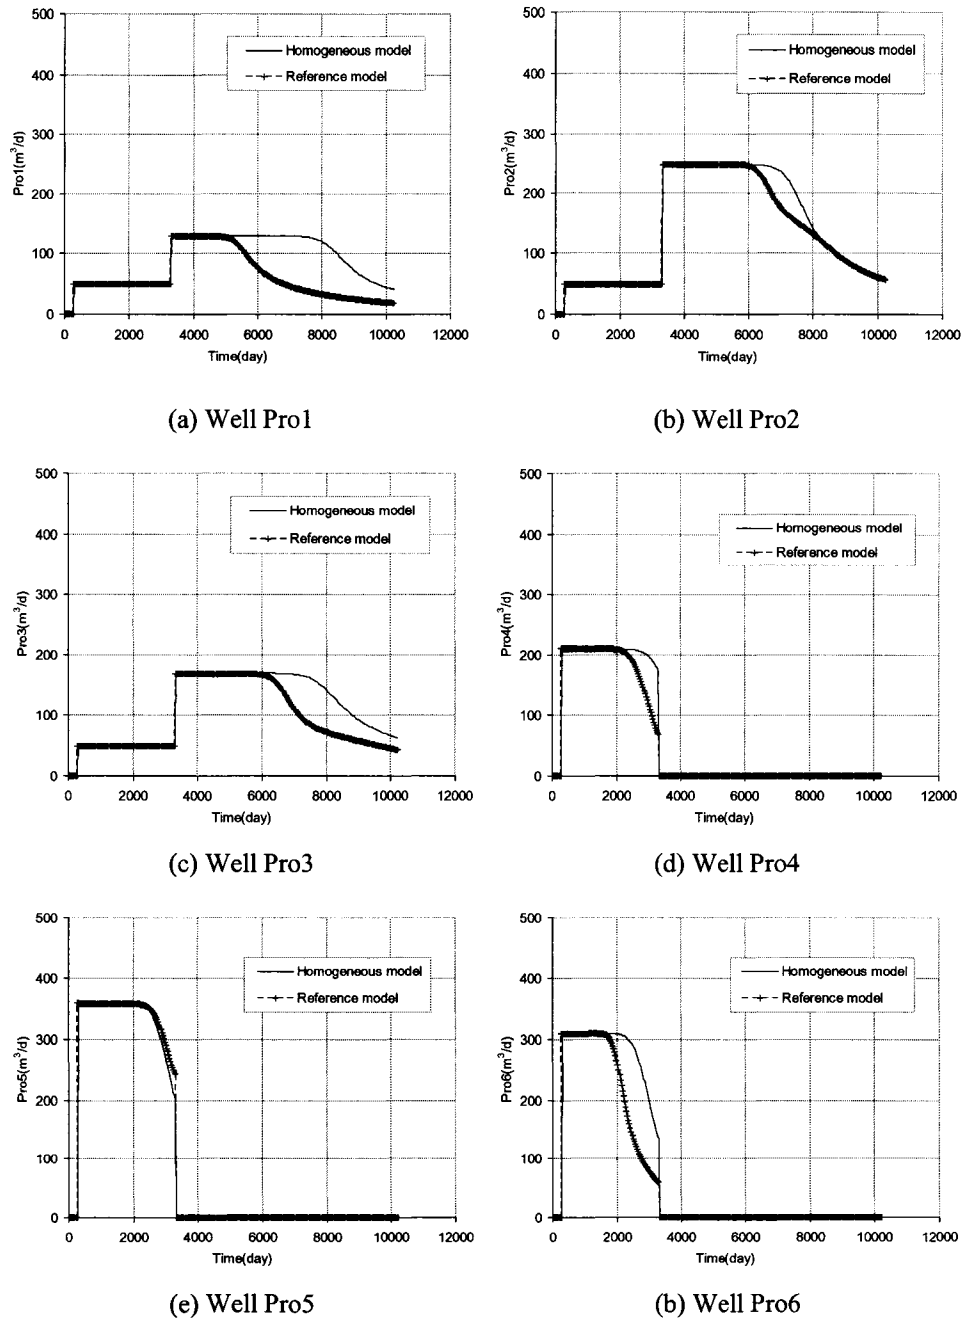 500
400
300
200
100
0
Pro1(m³/d)
Homogeneous model
Reference model
0 2000 4000 6000 8000 10000 12000
Time(day)
(a) Well Pro1
500
400
300
200
100
0
Pro2(m³/d)
Homogeneous model
Reference model
0 2000 4000 6000 8000 10000 12000
Time(day)
(b) Well Pro2
500
400
300
200
100
0
Pro3(m³/d)
Homogeneous model
Reference model
0 2000 4000 6000 8000 10000 12000
Time(day)
(c) Well Pro3
500
400
300
200
100
0
Pro4(m³/d)
Homogeneous model
Reference model
0 2000 4000 6000 8000 10000 12000
Time(day)
(d) Well Pro4
500
400
300
200
100
0
Pro5(m³/d)
Homogeneous model
Reference model
0 2000 4000 6000 8000 10000 12000
Time(day)
(e) Well Pro5
500
400
300
200
100
0
Pro6(m³/d)
Homogeneous model
Reference model
0 2000 4000 6000 8000 10000 12000
Time(day)
(b) Well Pro6